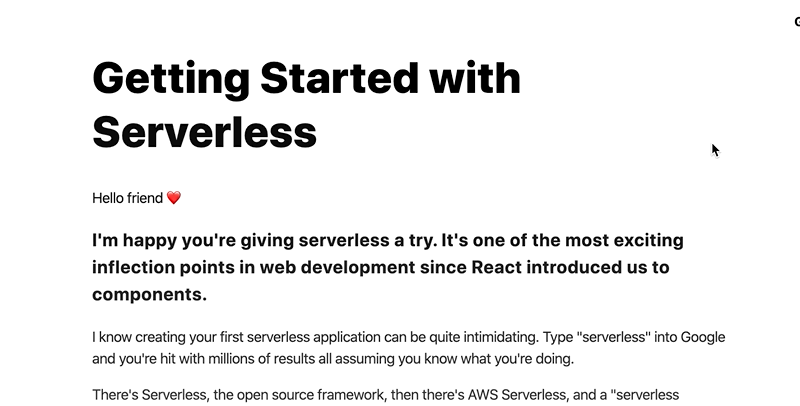 Getting Started with
Serverless
Hello friend ❤️
I'm happy you're giving serverless a try. It's one of the most exciting
inflection points in web development since React introduced us to
components.
I know creating your first serverless application can be quite intimidating. Type "serverless" into Google
and you're hit with millions of results all assuming you know what you're doing.
There's Serverless, the open source framework, then there's AWS Serverless, and a "serverless